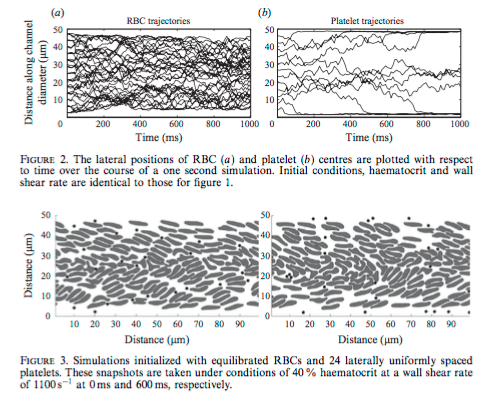 (a) RBC trajectories
(b) Platelet trajectories
Distance along channel
diameter (μm)
50
40
30
20
10
0 200 400 600 800 1000
Time (ms)
50
40
30
20
10
0 200 400 600 800 1000
Time (ms)
FIGURE 2. The lateral positions of RBC (a) and platelet (b) centres are plotted with respect
to time over the course of a one second simulation. Initial conditions, haematocrit and wall
shear rate are identical to those for figure 1.
Distance (μm)
50
40
30
20
10
0
10 20 30 40 50 60 70 80 90
Distance (μm)
50
40
30
20
10
0
10 20 30 40 50 60 70 80 90
Distance (μm)
FIGURE 3. Simulations initialized with equilibrated RBCs and 24 laterally uniformly spaced
platelets. These snapshots are taken under conditions of 40 % haematocrit at a wall shear rate
of 1100 s⁻¹ at 0 ms and 600 ms, respectively.